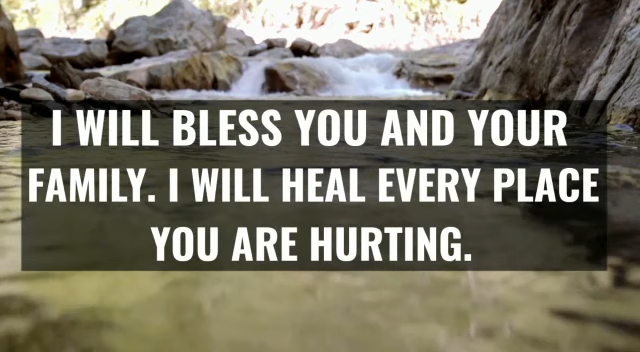 I WILL BLESS YOU AND YOUR
FAMILY. I WILL HEAL EVERY PLACE
YOU ARE HURTING.